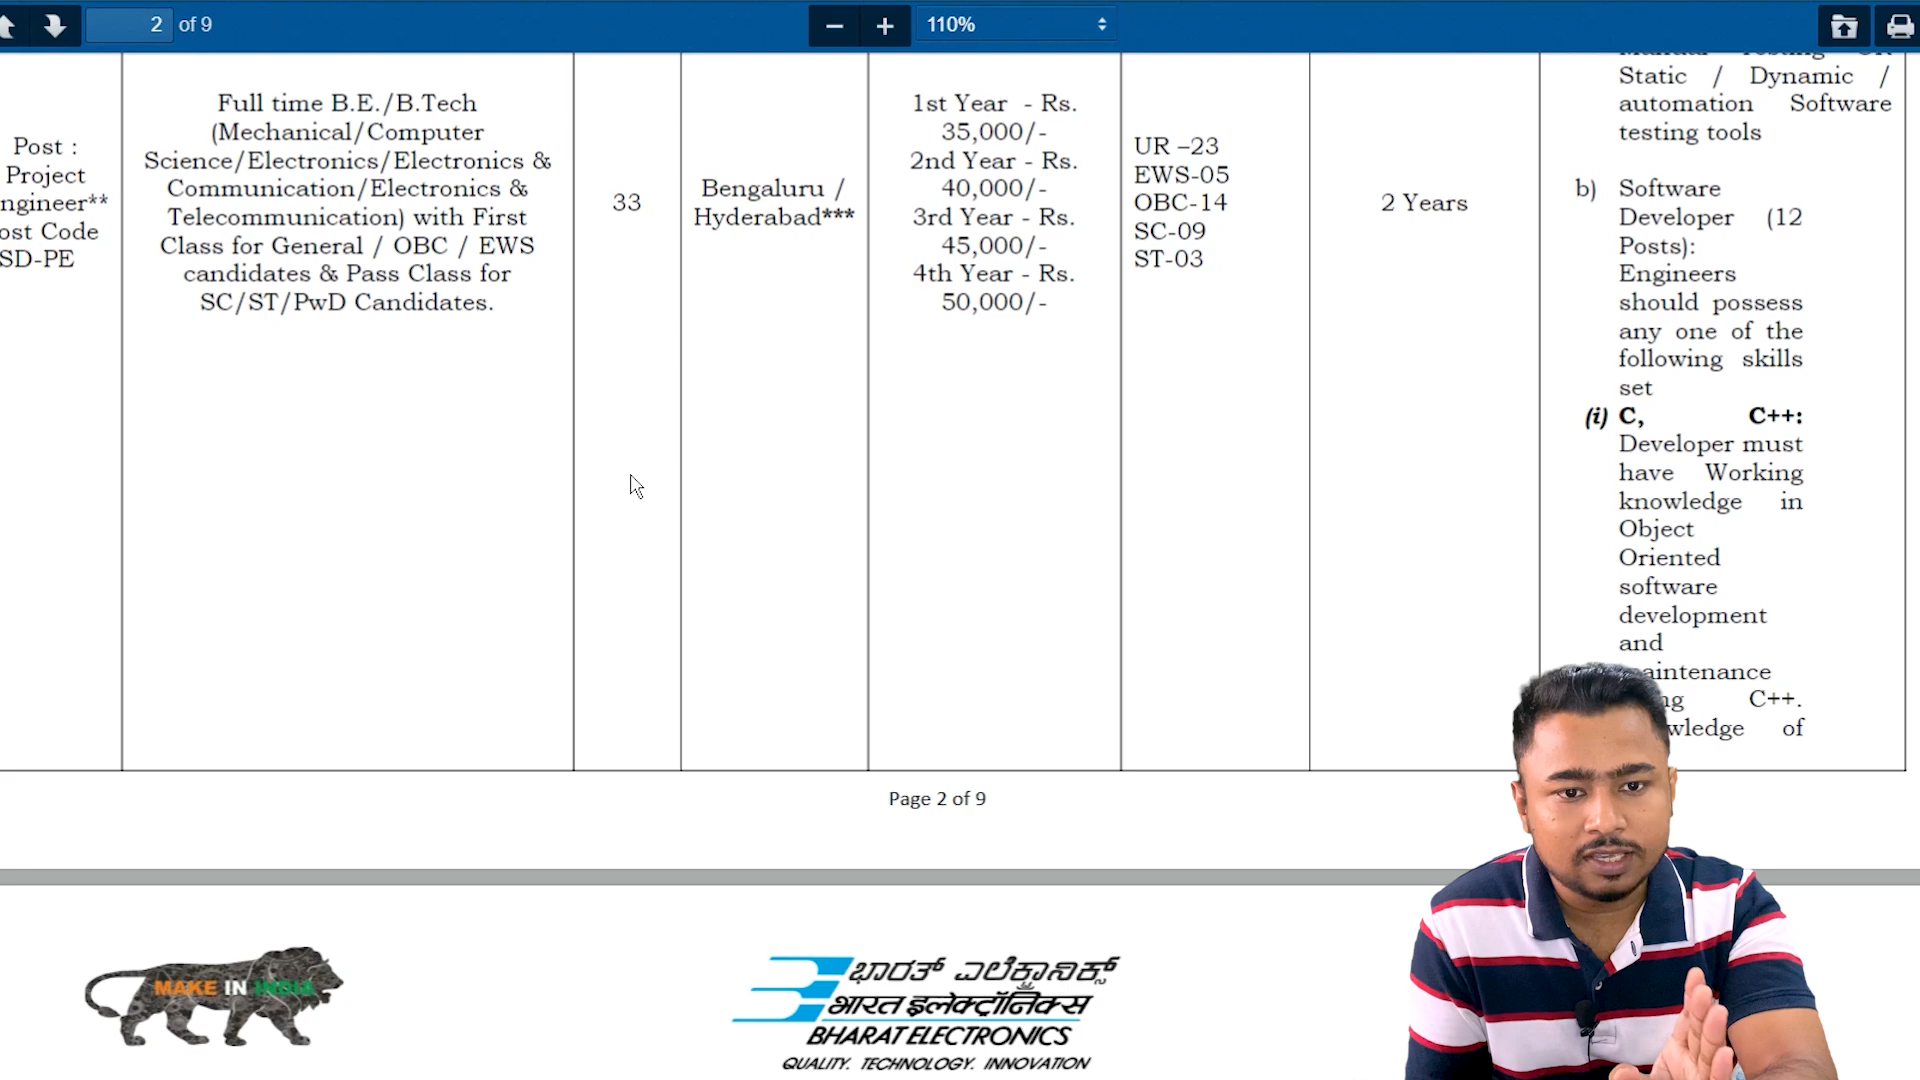 2 of 9
110%
Post :
Project
ngineer**
ost Code
SD-PE
Full time B.E./B.Tech
(Mechanical/Computer
Science/Electronics/Electronics &
Communication/Electronics &
Telecommunication) with First
Class for General / OBC / EWS
candidates & Pass Class for
SC/ST/PwD Candidates.
33
Bengaluru /
Hyderabad***
1st Year - Rs.
35,000/-
2nd Year - Rs.
40,000/-
3rd Year - Rs.
45,000/-
4th Year - Rs.
50,000/-
UR –23
EWS-05
OBC-14
SC-09
ST-03
2 Years
Static / Dynamic /
automation Software
testing tools
b) Software
Developer (12
Posts):
Engineers
should possess
any one of the
following skills
set
(i) C, C++:
Developer must
have Working
knowledge in
Object
Oriented
software
development
and
aintenance
ng C++.
wledge of
Page 2 of 9
MAKE IN INDIA
ಭಾರತ್ ಎಲೆಕ್ಟ್ರಾನಿಕ್ಸ್
भारत इलेक्ट्रॉनिक्स
BHARAT ELECTRONICS
QUALITY. TECHNOLOGY. INNOVATION